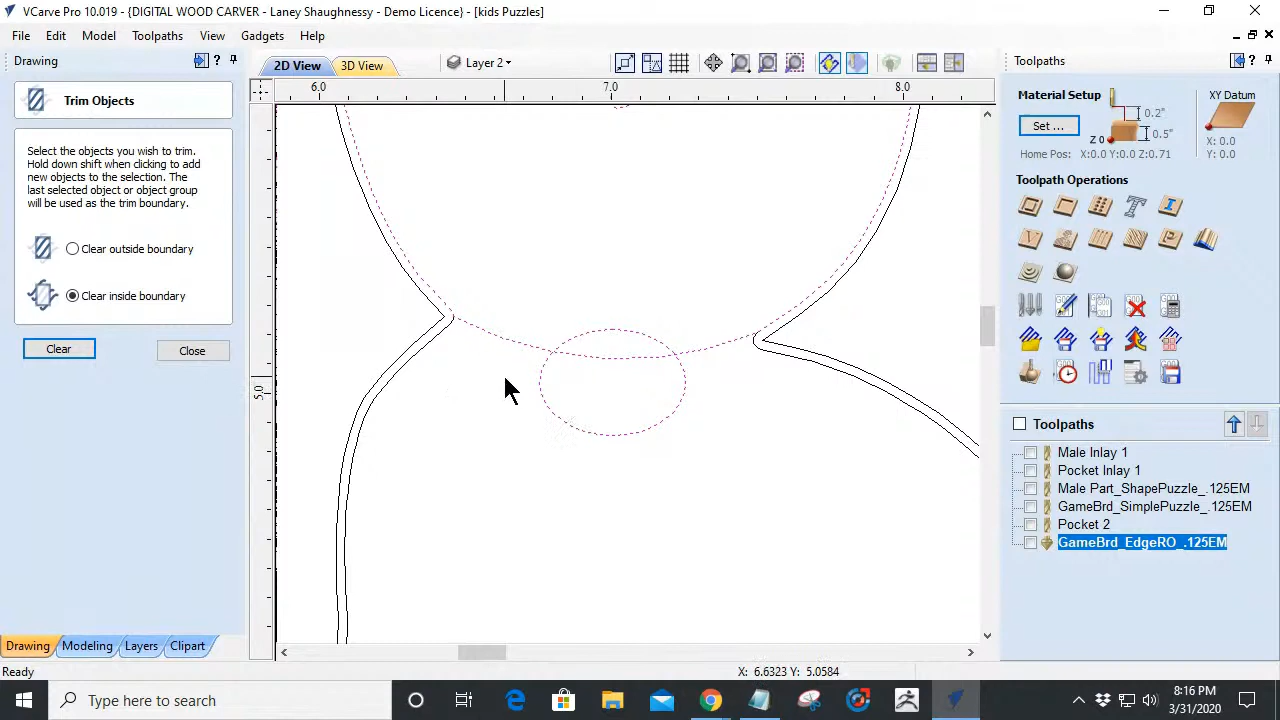 VCarve Pro 10.019 - {DIGITAL WOOD CARVER - Laney Shaughnessy - Demo Licence} - [kids Puzzles]
File Edit Model Toolpaths View Gadgets Help
Drawing
Trim Objects
Select the objects you wish to trim.
Hold down shift when clicking to add
new objects to the selection. The
last selected object or object group
will be used as the trim boundary.
Clear outside boundary
Clear inside boundary
Clear
Close
Drawing Modeling Layers Clipart
2D View 3D View Layer 2
6.0 7.0 8.0
5.0
Toolpaths
Material Setup
Set ...
0.2"
Z 0
0.5"
XY Datum
X: 0.0
Y: 0.0
Home Pos: X:0.0 Y:0.0 Z:0.71
Toolpath Operations
Toolpaths
Male Inlay 1
Pocket Inlay 1
Male Part_ShapePuzzle_.125EM
GameBrd_SimplePuzzle_.125EM
Pocket 2
GameBrd_EdgeRO_.125EM
Ready
X: 6.6323 Y: 5.0584
Type here to search
8:16 PM
3/31/2020